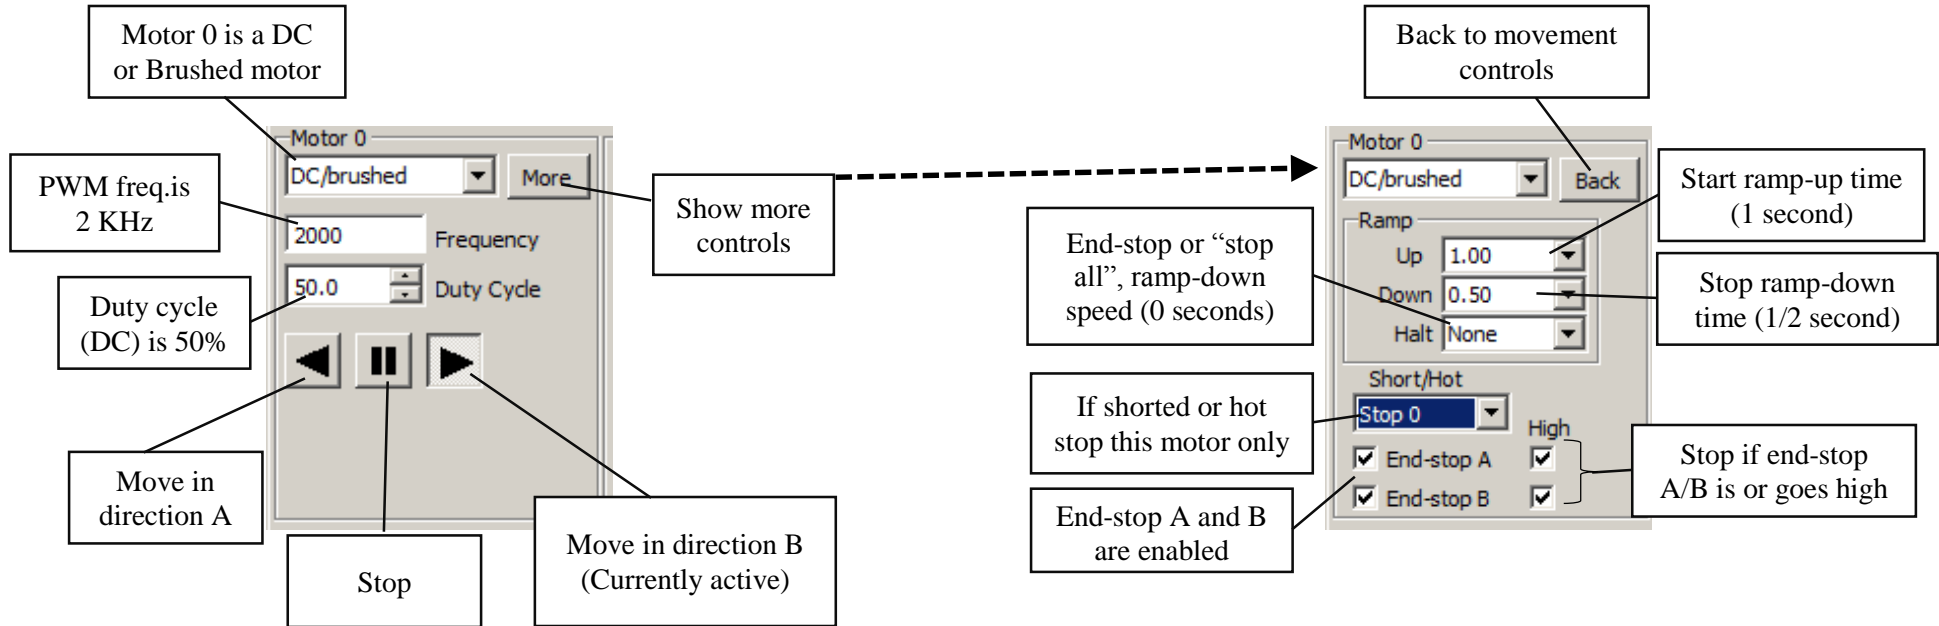 Motor 0 is a DC
or Brushed motor
PWM freq.is
2 KHz
Duty cycle
(DC) is 50%
Move in
direction A
Stop
Move in direction B
(Currently active)
Show more
controls
Motor 0
DC/brushed
More
2000
Frequency
50.0
Duty Cycle
Back to movement
controls
End-stop or “stop
all”, ramp-down
speed (0 seconds)
If shorted or hot
stop this motor only
End-stop A and B
are enabled
Motor 0
DC/brushed
Back
Ramp
Up 1.00
Down 0.50
Halt None
Short/Hot
Stop 0
High
End-stop A
End-stop B
Start ramp-up time
(1 second)
Stop ramp-down
time (1/2 second)
Stop if end-stop
A/B is or goes high